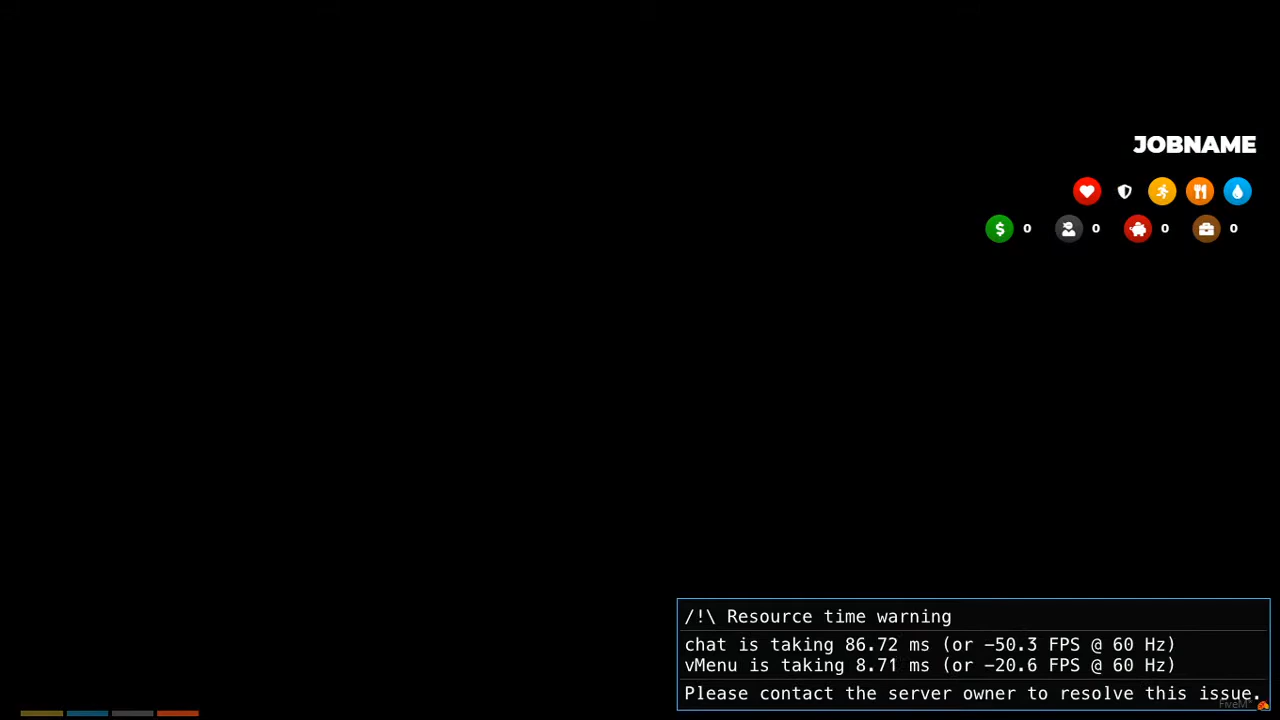 JOBNAME
0 0 0 0
/!\ Resource time warning
chat is taking 86.72 ms (or -50.3 FPS @ 60 Hz)
vMenu is taking 8.71 ms (or -20.6 FPS @ 60 Hz)
Please contact the server owner to resolve this issue.
FiveM